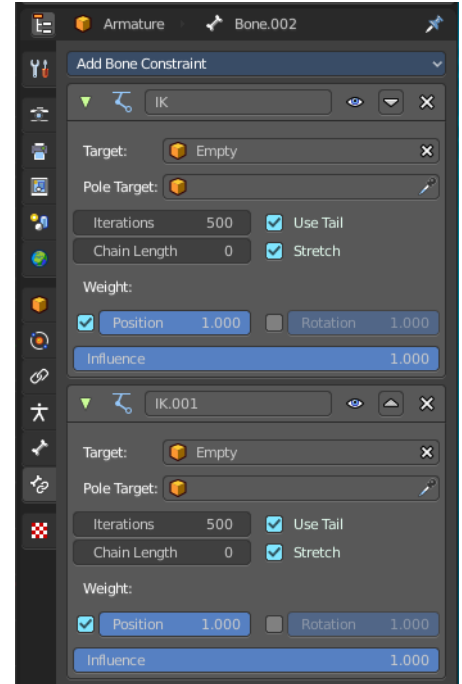 Armature Bone.002
Add Bone Constraint
IK
Target: Empty
Pole Target:
Iterations 500 Use Tail
Chain Length 0 Stretch
Weight:
Position 1.000 Rotation 1.000
Influence 1.000
IK.001
Target: Empty
Pole Target:
Iterations 500 Use Tail
Chain Length 0 Stretch
Weight:
Position 1.000 Rotation 1.000
Influence 1.000